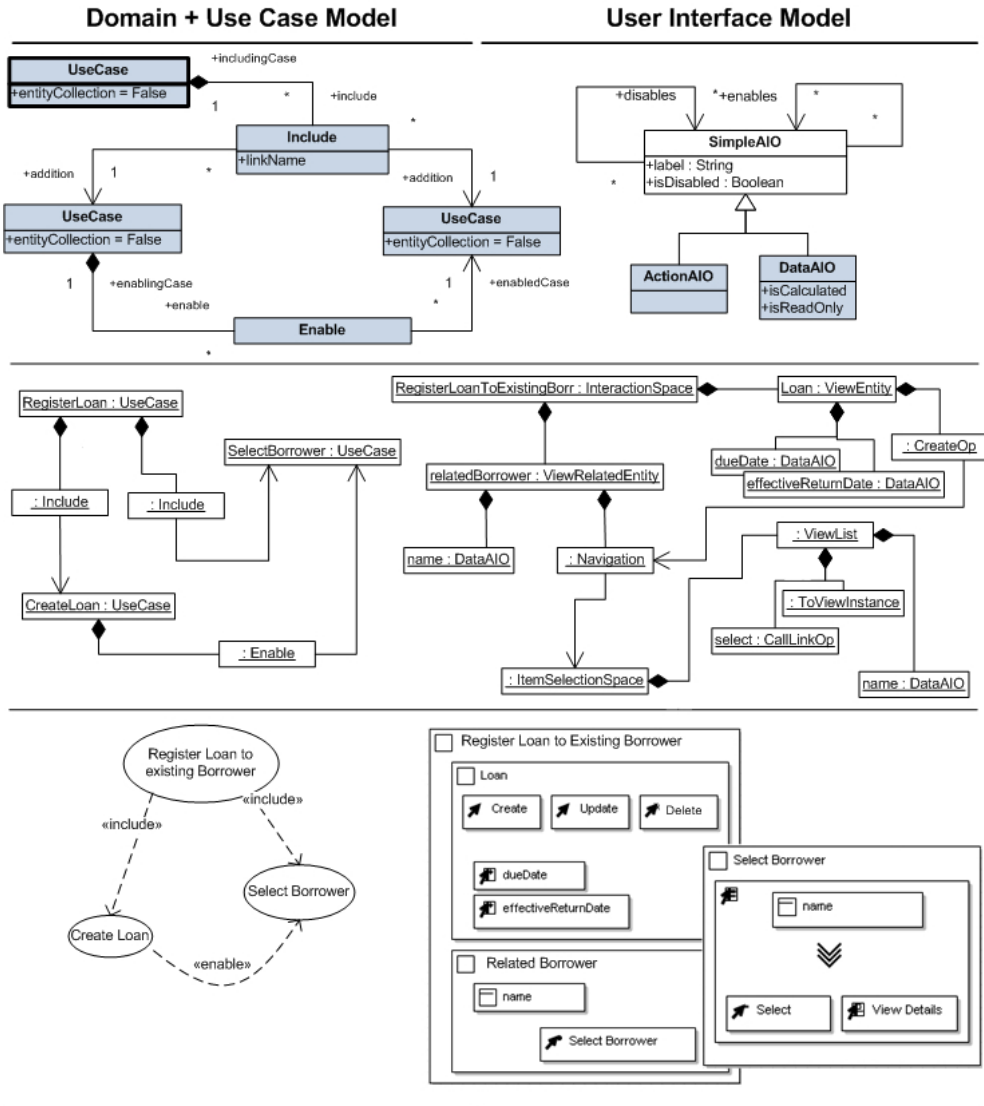 Domain + Use Case Model
User Interface Model
UseCase
+entityCollection = False
+includingCase
1
*
+include
*
Include
+linkName
+addition
1
*
+addition
1
UseCase
+entityCollection = False
UseCase
+entityCollection = False
1
+enablingCase
+enable
*
Enable
1
+enabledCase
*
+disables
*
+enables
*
*
SimpleAIO
+label : String
+isDisabled : Boolean
*
ActionAIO
DataAIO
+isCalculated
+isReadOnly
RegisterLoan : UseCase
SelectBorrower : UseCase
: Include
: Include
CreateLoan : UseCase
: Enable
RegisterLoanToExistingBorr : InteractionSpace
Loan : ViewEntity
: CreateOp
dueDate : DataAIO
effectiveReturnDate : DataAIO
relatedBorrower : ViewRelatedEntity
name : DataAIO
: Navigation
: ViewList
: ToViewInstance
select : CallLinkOp
: ItemSelectionSpace
name : DataAIO
Register Loan to
existing Borrower
«include»
«include»
Select Borrower
Create Loan
«enable»
Register Loan to Existing Borrower
Loan
Create
Update
Delete
dueDate
effectiveReturnDate
Related Borrower
name
Select Borrower
Select Borrower
name
Select
View Details